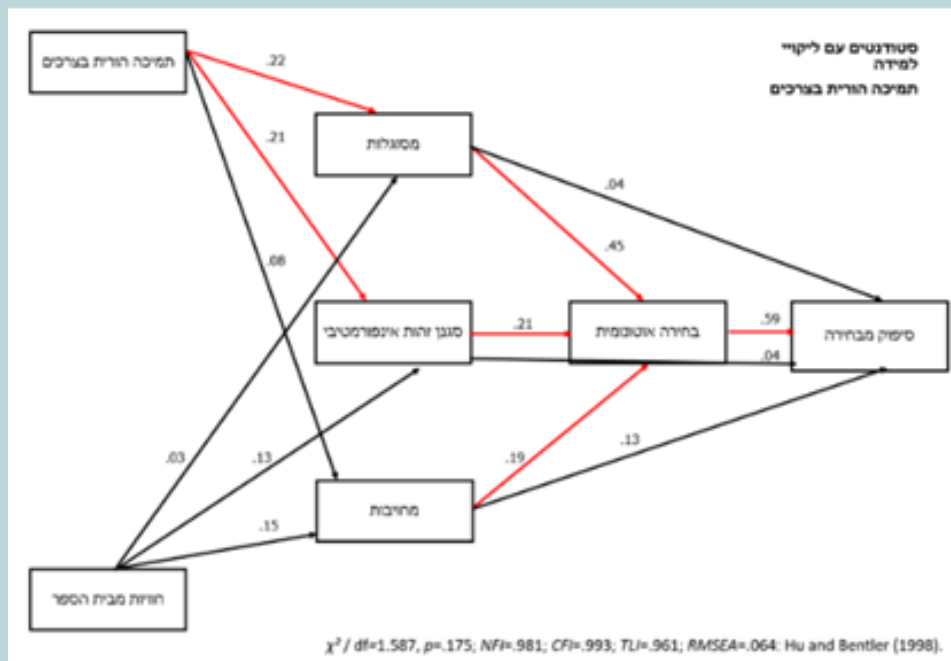 סטודנטים עם ליקויי
למידה
תמיכה הורית בצרכים
תמיכה הורית בצרכים
.22
.21
מסוגלות
.04
.08
.45
סגנון זהות אינפורמטיבי
.21
בחירה אוטונומית
.59
סיפוק מבחירה
.04
.03
.13
.19
.13
מחויבות
.15
חוויות מבית הספר
χ² / df=1.587, p=.175; NFI=.981; CFI=.993; TLI=.961; RMSEA=.064: Hu and Bentler (1998).